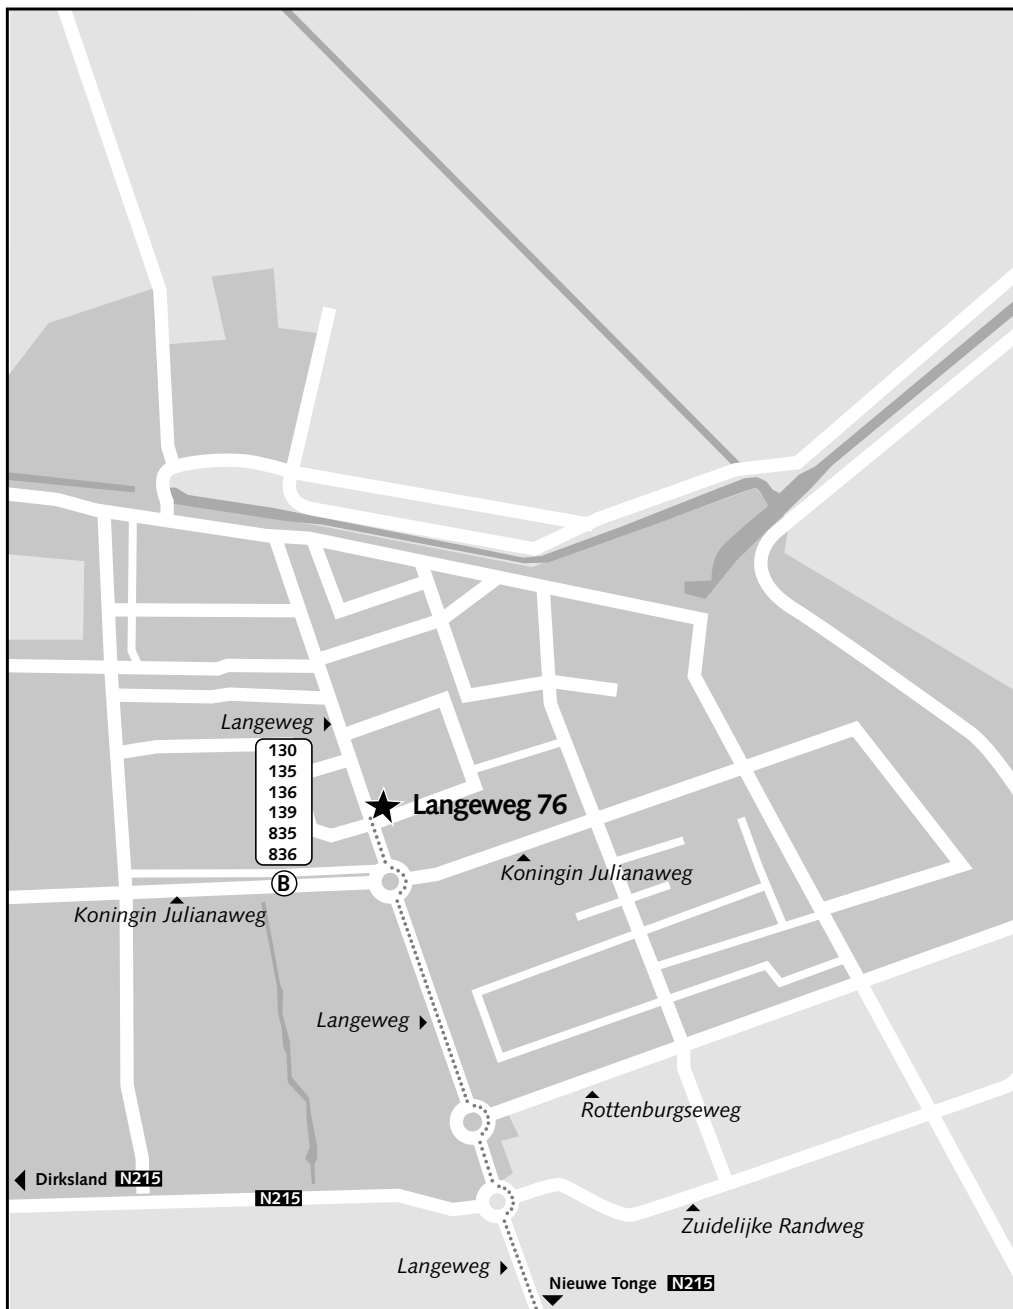 Langeweg
130
135
136
139
835
836
Langeweg 76
B
Koningin Julianaweg
Koningin Julianaweg
Langeweg
Rottenburgseweg
Dirksland N215
N215
Zuidelijke Randweg
Langeweg
Nieuwe Tonge N215